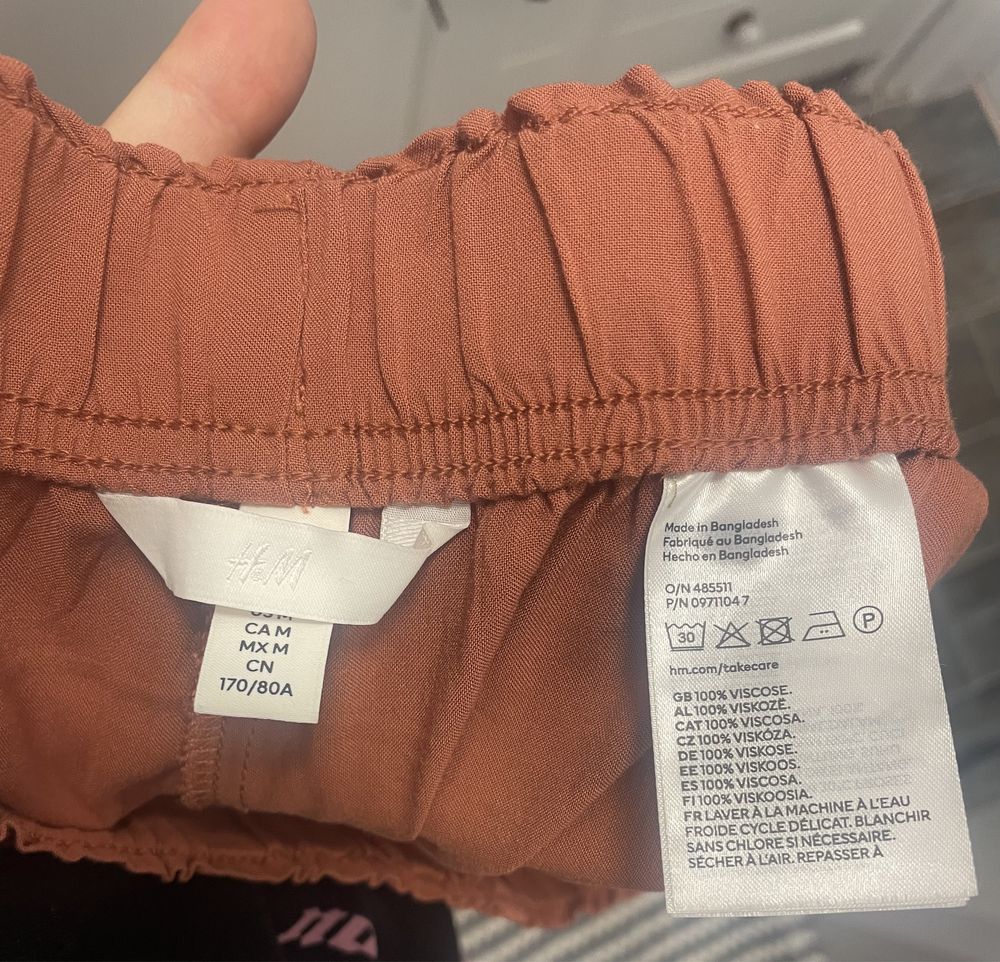 H&M
CA M
MX M
CN
170/80A
Made in Bangladesh
Fabriqué au Bangladesh
Hecho en Bangladesh
O/N 485511
P/N 0971104 7
30 P
hm.com/takecare
GB 100% VISCOSE.
AL 100% VISKOZË.
CAT 100% VISCOSA.
CZ 100% VISKÓZA.
DE 100% VISKOSE.
EE 100% VISKOOS.
ES 100% VISCOSA.
FI 100% VISKOOSIA.
FR LAVER À LA MACHINE À L'EAU
FROIDE CYCLE DÉLICAT. BLANCHIR
SANS CHLORE SI NÉCESSAIRE.
SÉCHER À L'AIR. REPASSER À